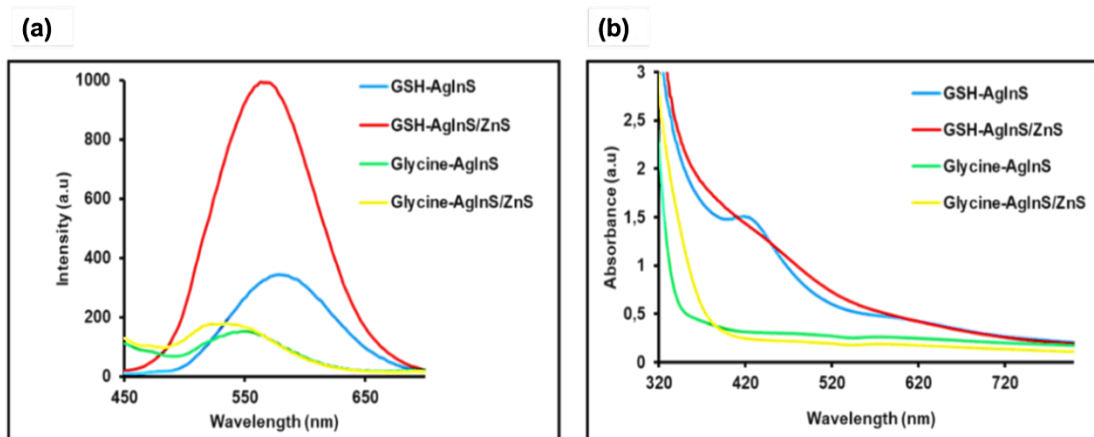 (a)
Intensity (a.u)
1000
800
600
400
200
0
450
550
650
Wavelength (nm)
GSH-AgInS
GSH-AgInS/ZnS
Glycine-AgInS
Glycine-AgInS/ZnS
(b)
Absorbance (a.u)
3
2,5
2
1,5
1
0,5
0
320
420
520
620
720
Wavelength (nm)
GSH-AgInS
GSH-AgInS/ZnS
Glycine-AgInS
Glycine-AgInS/ZnS